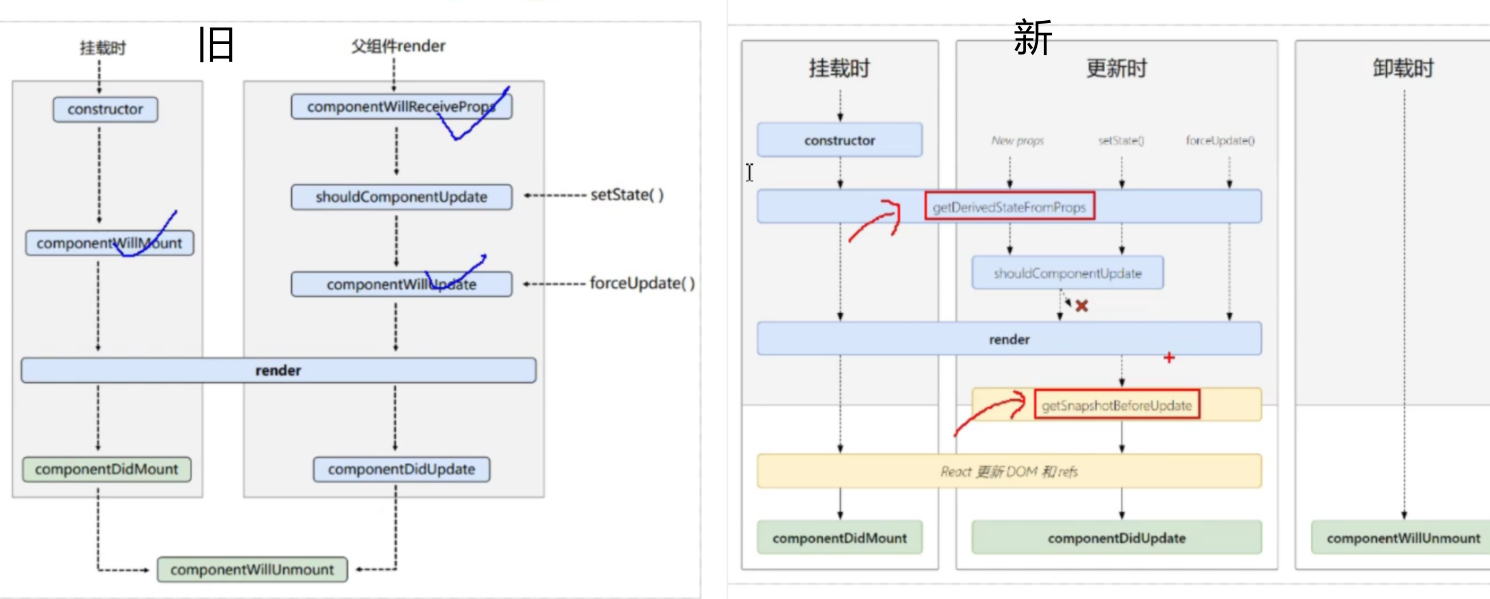 旧
挂载时
父组件render
constructor
componentWillReceiveProps
shouldComponentUpdate
setState( )
componentWillMount
componentWillUpdate
forceUpdate( )
render
componentDidMount
componentDidUpdate
componentWillUnmount
新
挂载时
更新时
卸载时
constructor
New props
setState()
forceUpdate()
getDerivedStateFromProps
shouldComponentUpdate
render
getSnapshotBeforeUpdate
React 更新 DOM 和 refs
componentDidMount
componentDidUpdate
componentWillUnmount